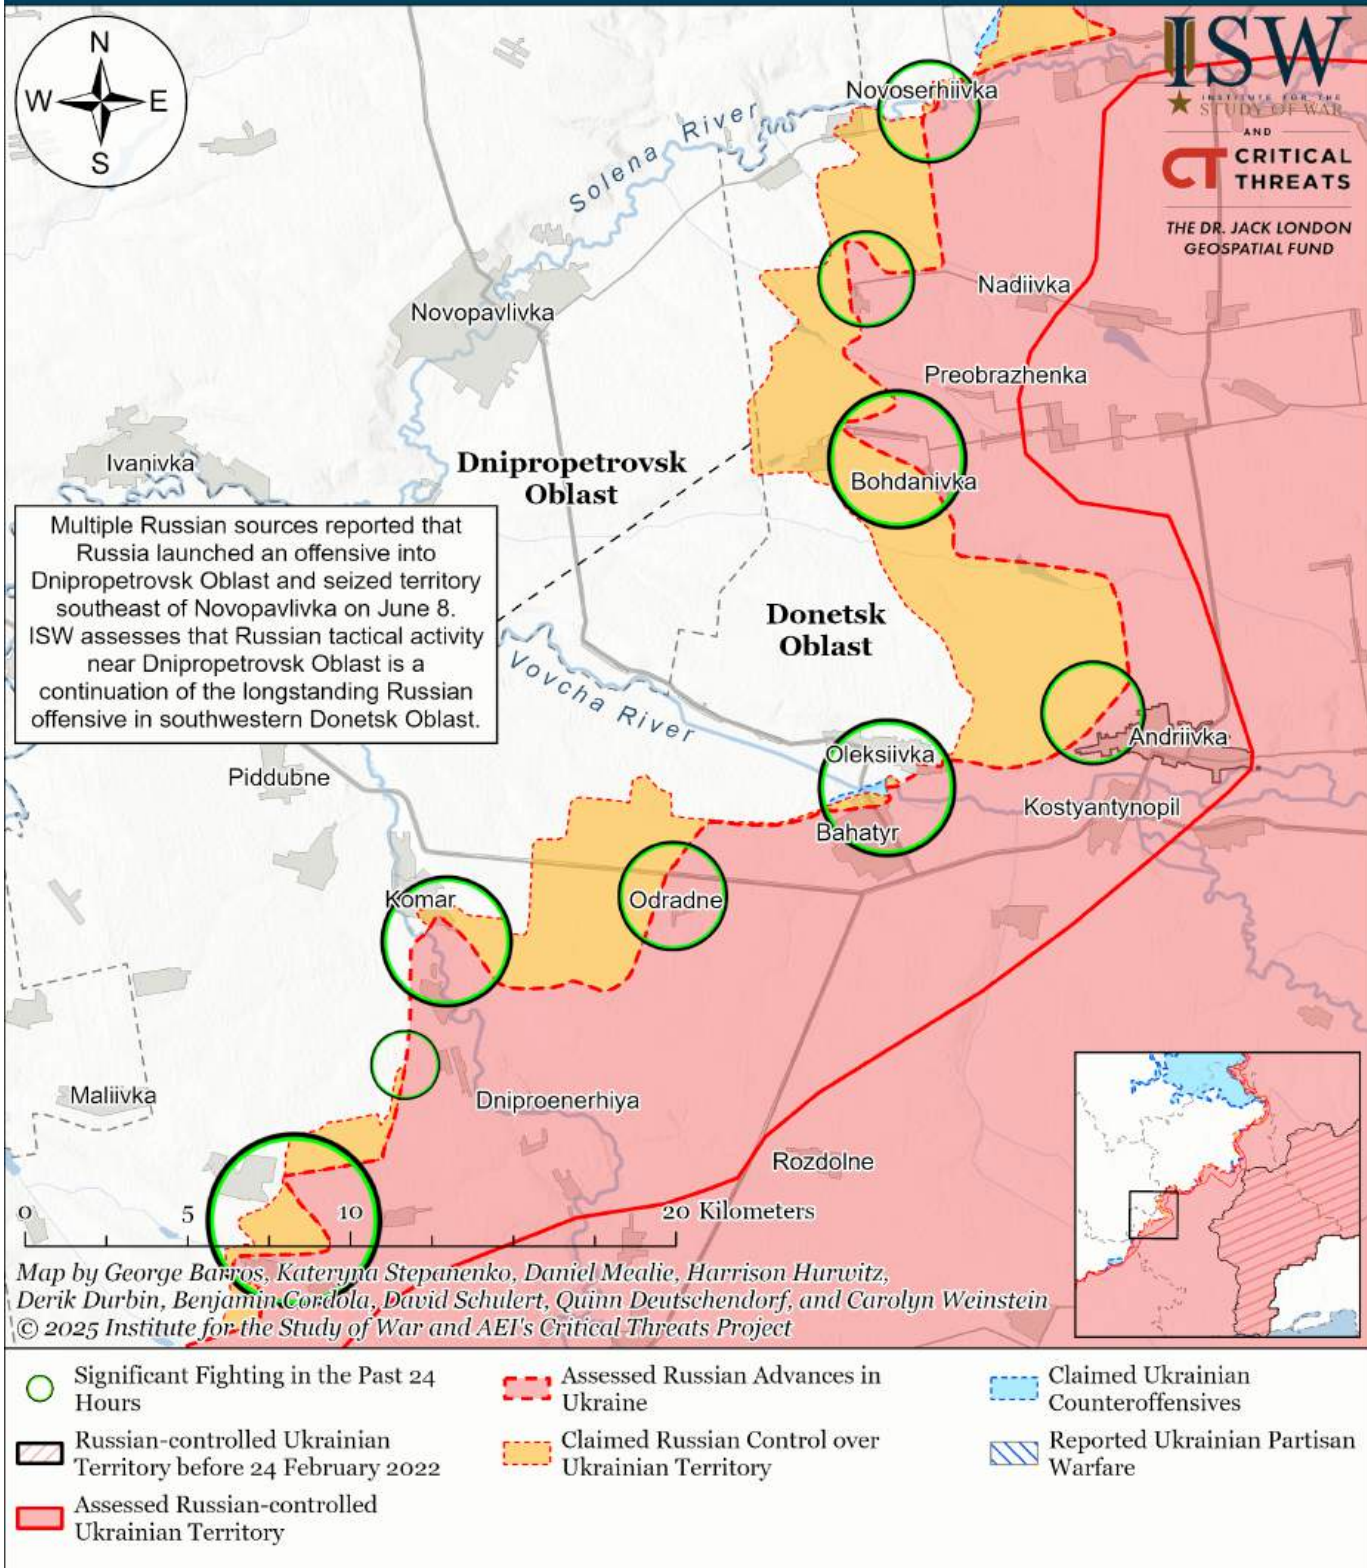 N
W
E
S
ISW
INSTITUTE FOR THE
STUDY OF WAR
AND
CT CRITICAL
THREATS
THE DR. JACK LONDON
GEOSPATIAL FUND
Novoserhiivka
Solena River
Nadiivka
Novopavlivka
Preobrazhenka
Ivanivka
Dnipropetrovsk
Oblast
Bohdanivka
Multiple Russian sources reported that
Russia launched an offensive into
Dnipropetrovsk Oblast and seized territory
southeast of Novopavlivka on June 8.
ISW assesses that Russian tactical activity
near Dnipropetrovsk Oblast is a
continuation of the longstanding Russian
offensive in southwestern Donetsk Oblast.
Donetsk
Oblast
Vovcha River
Andriivka
Oleksiivka
Piddubne
Kostyantynopil
Bahatyr
Komar
Odradne
Maliivka
Dniproenerhiya
Rozdolne
0 5 10 20 Kilometers
Map by George Barros, Kateryna Stepanenko, Daniel Mealie, Harrison Hurwitz,
Derik Durbin, Benjamin Cordola, David Schulert, Quinn Deutschendorf, and Carolyn Weinstein
© 2025 Institute for the Study of War and AEI's Critical Threats Project
Significant Fighting in the Past 24
Hours
Russian-controlled Ukrainian
Territory before 24 February 2022
Assessed Russian-controlled
Ukrainian Territory
Assessed Russian Advances in
Ukraine
Claimed Russian Control over
Ukrainian Territory
Claimed Ukrainian
Counteroffensives
Reported Ukrainian Partisan
Warfare